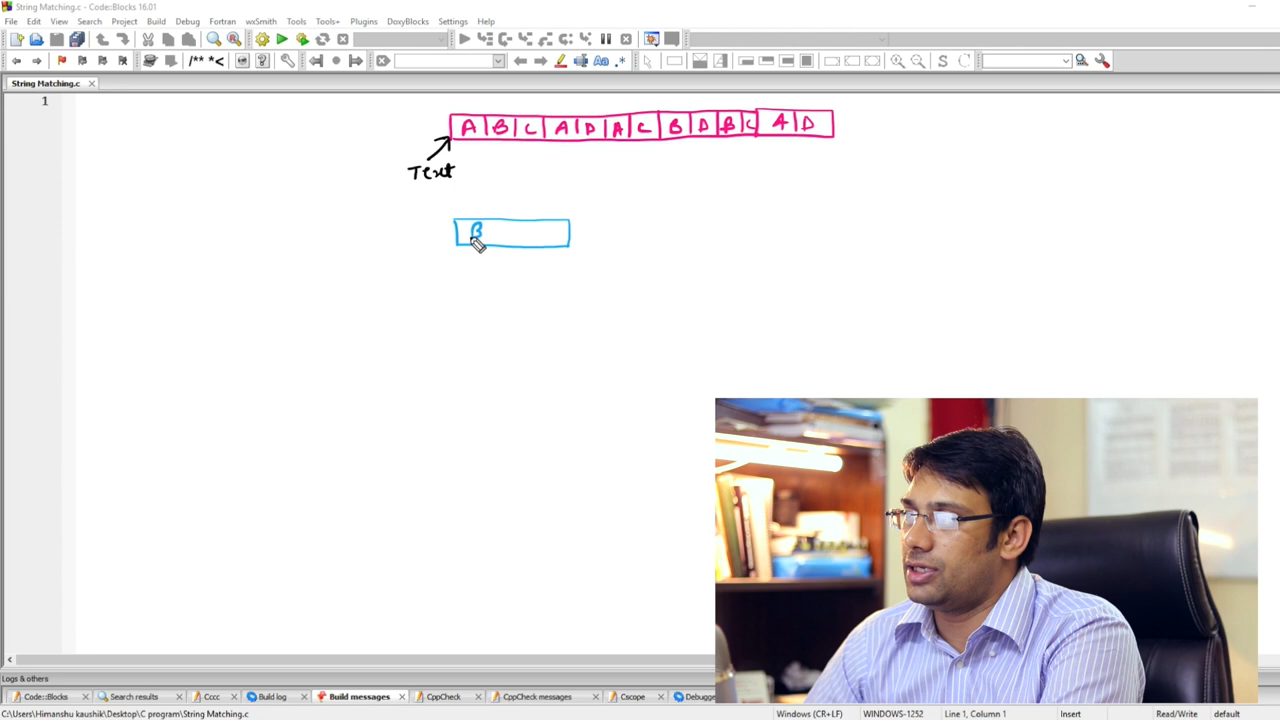 String Matching.c - Code::Blocks 16.01
File Edit View Search Project Build Debug Fortran wxSmith Tools Tools+ Plugins DoxyBlocks Settings Help
/** *<
Aa .* S C
String Matching.c
1
A B C A D A C B D B C A D
Text
B
Logs & others
Code::Blocks Search results Cccc Build log Build messages CppCheck CppCheck messages Cscope Debugge
C:\Users\Himanshu kaushik\Desktop\C program\String Matching.c Windows (CR+LF) WINDOWS-1252 Line 1, Column 1 Insert Read/Write default